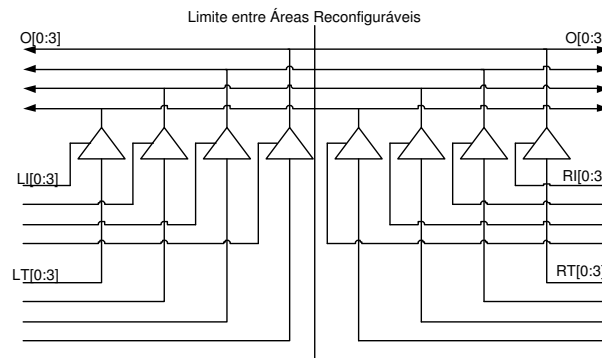 Limite entre Áreas Reconfiguráveis
O[0:3] O[0:3
LI[0:3] RI[0:3
LT[0:3] RT[0:3]